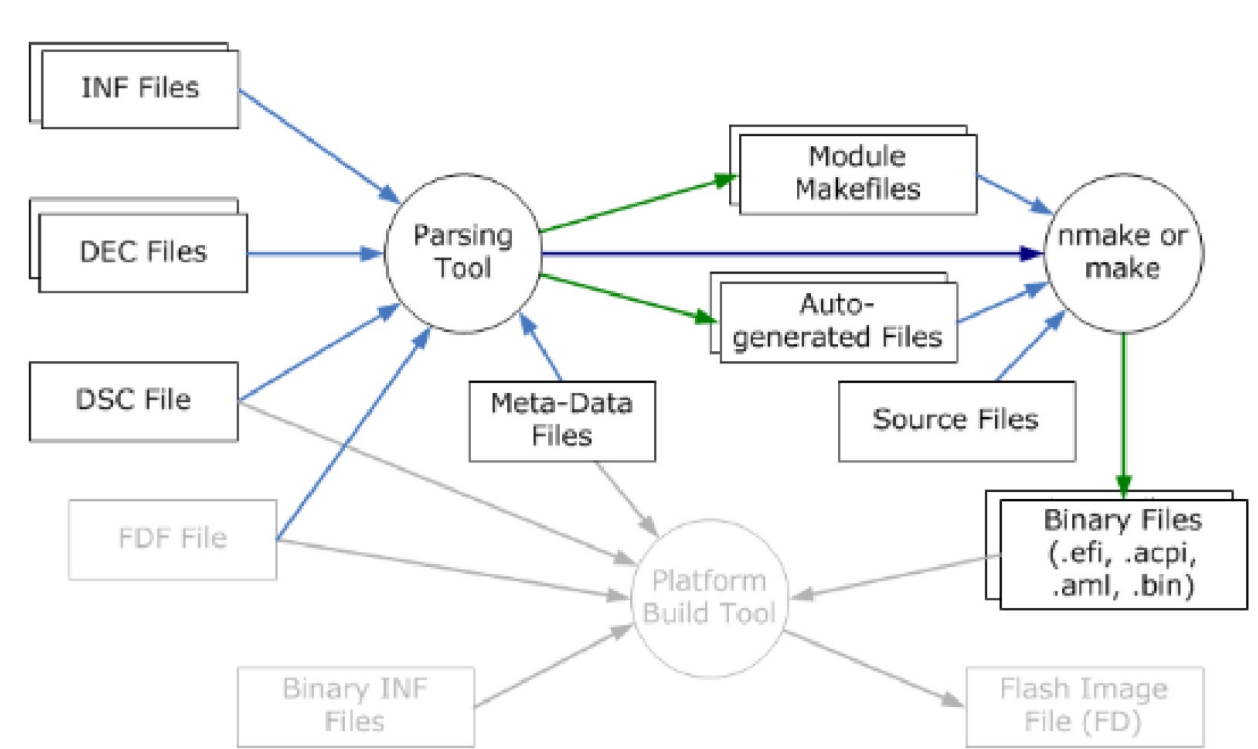 INF Files
DEC Files
DSC File
FDF File
Binary INF
Files
Parsing
Tool
Meta-Data
Files
Platform
Build Tool
Module
Makefiles
Auto-
generated Files
Source Files
nmake or
make
Binary Files
(.efi, .acpi,
.aml, .bin)
Flash Image
File (FD)